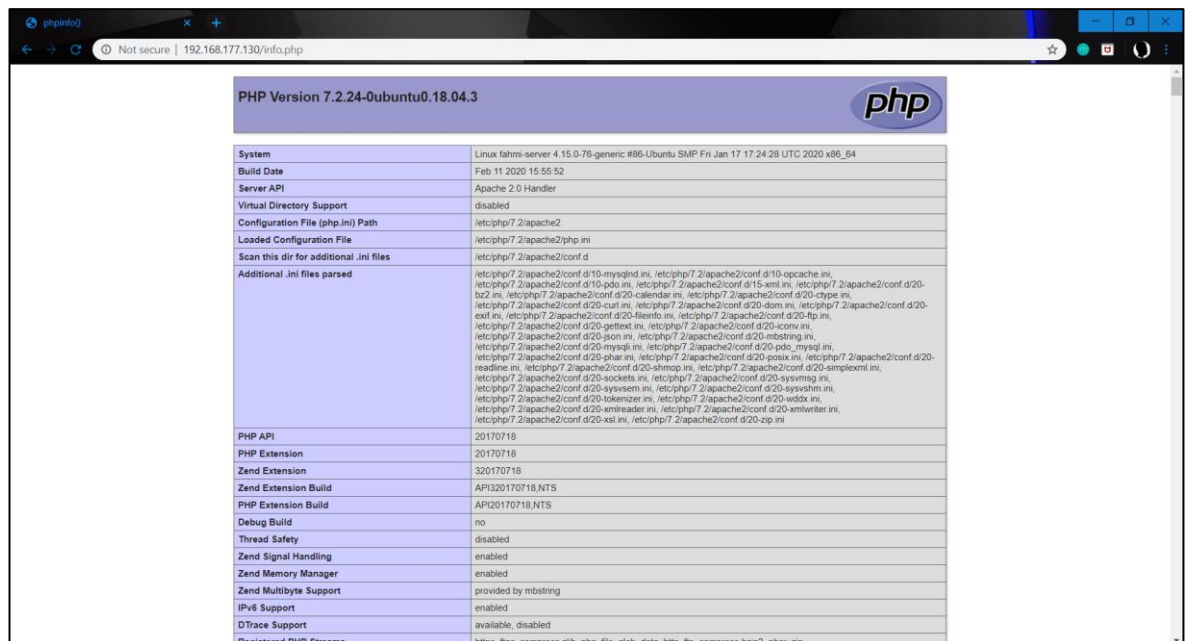 phpinfo()
Not secure | 192.168.177.130/info.php
PHP Version 7.2.24-0ubuntu0.18.04.3
php
System Linux fahmi-server 4.15.0-76-generic #86-Ubuntu SMP Fri Jan 17 17:24:28 UTC 2020 x86_64
Build Date Feb 11 2020 15:55:52
Server API Apache 2.0 Handler
Virtual Directory Support disabled
Configuration File (php.ini) Path /etc/php/7.2/apache2
Loaded Configuration File /etc/php/7.2/apache2/php.ini
Scan this dir for additional .ini files /etc/php/7.2/apache2/conf.d
Additional .ini files parsed /etc/php/7.2/apache2/conf.d/10-mysqlnd.ini, /etc/php/7.2/apache2/conf.d/10-opcache.ini,
/etc/php/7.2/apache2/conf.d/10-pdo.ini, /etc/php/7.2/apache2/conf.d/15-xml.ini, /etc/php/7.2/apache2/conf.d/20-
bz2.ini, /etc/php/7.2/apache2/conf.d/20-calendar.ini, /etc/php/7.2/apache2/conf.d/20-ctype.ini,
/etc/php/7.2/apache2/conf.d/20-curl.ini, /etc/php/7.2/apache2/conf.d/20-dom.ini, /etc/php/7.2/apache2/conf.d/20-
exif.ini, /etc/php/7.2/apache2/conf.d/20-fileinfo.ini, /etc/php/7.2/apache2/conf.d/20-ftp.ini,
/etc/php/7.2/apache2/conf.d/20-gettext.ini, /etc/php/7.2/apache2/conf.d/20-iconv.ini,
/etc/php/7.2/apache2/conf.d/20-json.ini, /etc/php/7.2/apache2/conf.d/20-mbstring.ini,
/etc/php/7.2/apache2/conf.d/20-mysqli.ini, /etc/php/7.2/apache2/conf.d/20-pdo_mysql.ini,
/etc/php/7.2/apache2/conf.d/20-phar.ini, /etc/php/7.2/apache2/conf.d/20-posix.ini, /etc/php/7.2/apache2/conf.d/20-
readline.ini, /etc/php/7.2/apache2/conf.d/20-shmop.ini, /etc/php/7.2/apache2/conf.d/20-simplexml.ini,
/etc/php/7.2/apache2/conf.d/20-sockets.ini, /etc/php/7.2/apache2/conf.d/20-sysvmsg.ini,
/etc/php/7.2/apache2/conf.d/20-sysvsem.ini, /etc/php/7.2/apache2/conf.d/20-sysvshm.ini,
/etc/php/7.2/apache2/conf.d/20-tokenizer.ini, /etc/php/7.2/apache2/conf.d/20-wddx.ini,
/etc/php/7.2/apache2/conf.d/20-xmlreader.ini, /etc/php/7.2/apache2/conf.d/20-xmlwriter.ini,
/etc/php/7.2/apache2/conf.d/20-xsl.ini, /etc/php/7.2/apache2/conf.d/20-zip.ini
PHP API 20170718
PHP Extension 20170718
Zend Extension 320170718
Zend Extension Build API320170718,NTS
PHP Extension Build API20170718,NTS
Debug Build no
Thread Safety disabled
Zend Signal Handling enabled
Zend Memory Manager enabled
Zend Multibyte Support provided by mbstring
IPv6 Support enabled
DTrace Support available, disabled